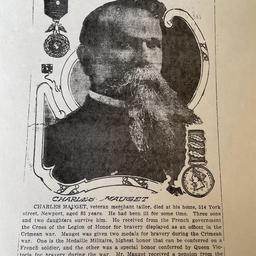 CHARLES MAUGET
CHARLES MAUGET, veteran merchant tailor, died at his home, 514 York
street, Newport, aged 85 years. He had been ill for some time. Three sons
and two daughters survive him. He received from the French government
the Cross of the Legion of Honor for bravery displayed as an officer in the
Crimean war. Mauget was given two medals for bravery during the Crimean
war. One is the Medaille Militaire, highest honor that can be conferred on a
French soldier, and the other was a special honor conferred by Queen Vic-
toria for bravery during the war. Mr. Mauget received a pension from the